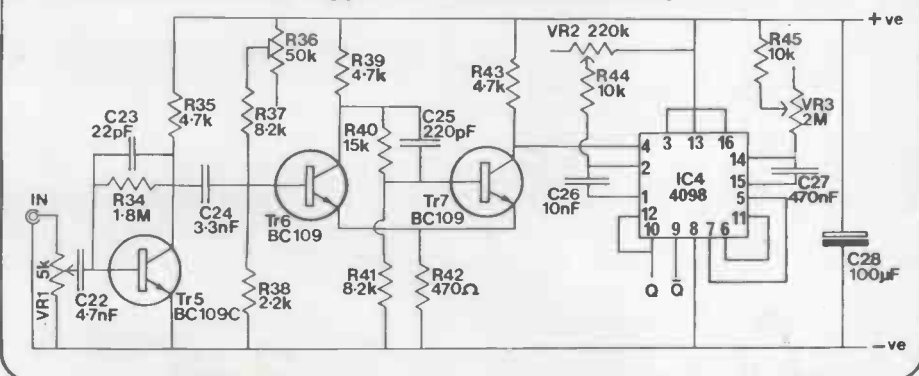 +ve
R36
50k
VR2 220k
R45
10k
R39
4.7k
R43
4.7k
R44
10k
C23
22pF
R35
4.7k
R37
8.2k
R40
15k
C25
220pF
VR3
2M
4
3
13
16
2
14
IC4
4098
15
C27
470nF
1
5
12
11
10
9
8
7
6
R34
1.8M
C24
3.3nF
Tr6
BC109
Tr7
BC109
C26
10nF
IN
VR1 5k
C22
4.7nF
Tr5
BC109C
R38
2.2k
R41
8.2k
R42
470Ω
Q
Q̅
C28
100µF
−ve